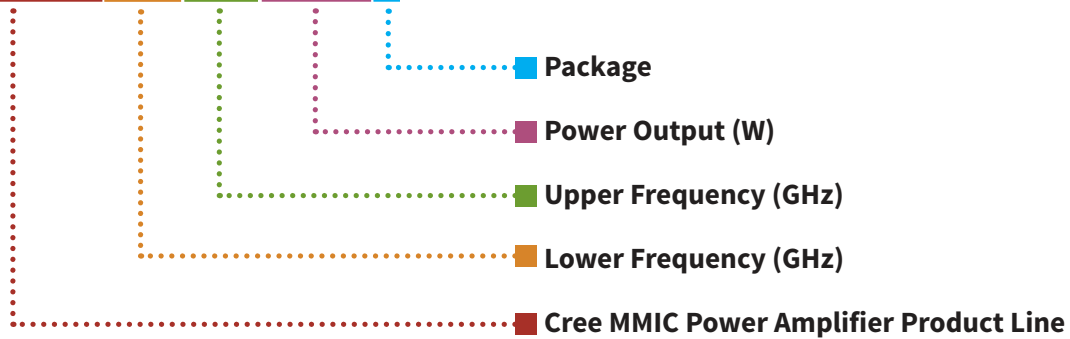 Package
Power Output (W)
Upper Frequency (GHz)
Lower Frequency (GHz)
Cree MMIC Power Amplifier Product Line